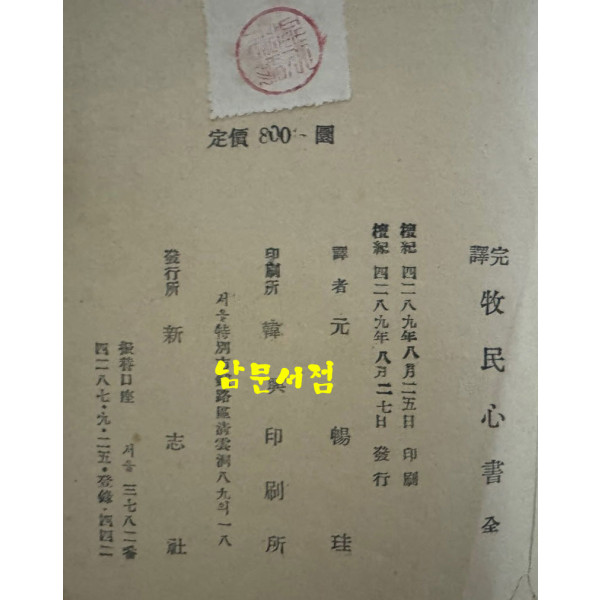 定價 800 圜
完譯 牧民心書 全
檀紀 四二八九年八月二五日 印刷
檀紀 四二八九年八月二七日 發行
譯者 元暢珪
印刷所 韓興印刷所
서울特別市鍾路區淸雲洞八九의一八
發行所 新志社
振替口座 서울 三·七八二番
四二八七·九·二五·登錄·四四二
남문서점